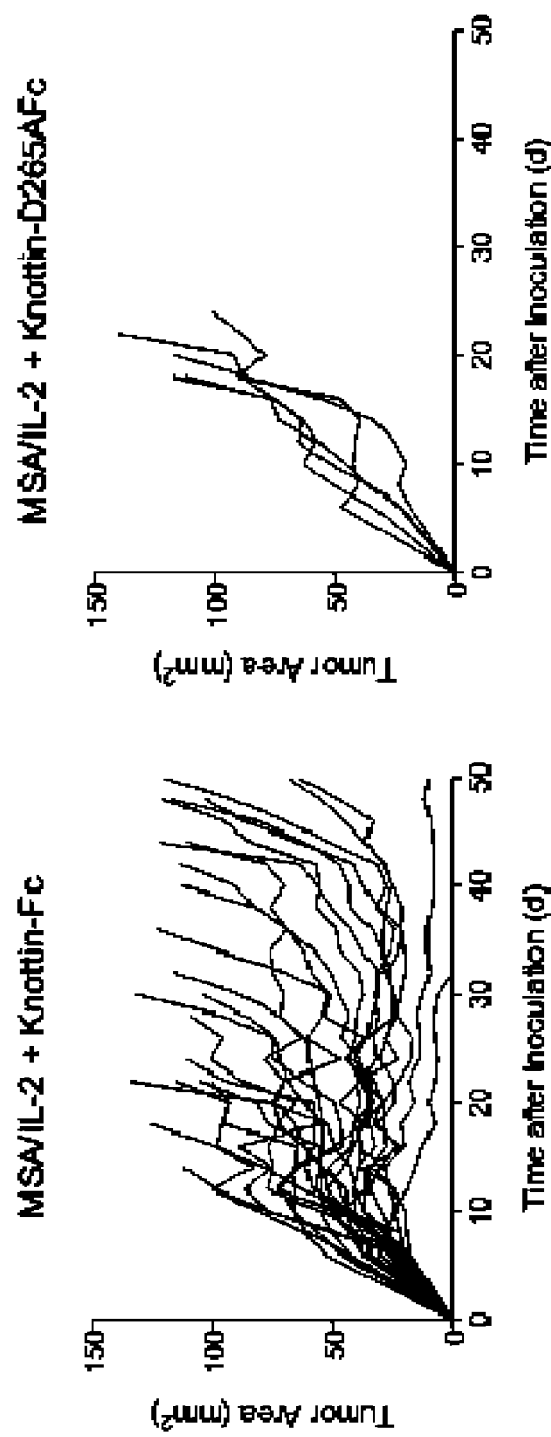 MSA/IL-2 + Knottin-Fc
150
100
50
0
Tumor Area (mm²)
0 10 20 30 40 50
Time after Inoculation (d)
MSA/IL-2 + Knottin-D265AFc
150
100
50
0
Tumor Area (mm²)
0 10 20 30 40 50
Time after Inoculation (d)